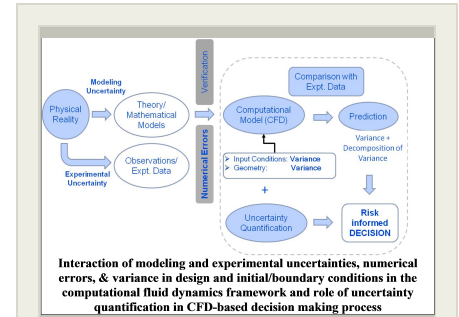 Modeling
Uncertainty
Physical
Reality
Theory/
Mathematical
Models
Verification
Comparison with
Expt. Data
Computational
Model (CFD)
Prediction
Observations/
Expt. Data
Experimental
Uncertainty
Numerical Errors
➤ Input Conditions: Variance
➤ Geometry: Variance
Variance +
Decomposition of
Variance
+
Uncertainty
Quantification
Risk
informed
DECISION
Interaction of modeling and experimental uncertainties, numerical
errors, & variance in design and initial/boundary conditions in the
computational fluid dynamics framework and role of uncertainty
quantification in CFD-based decision making process